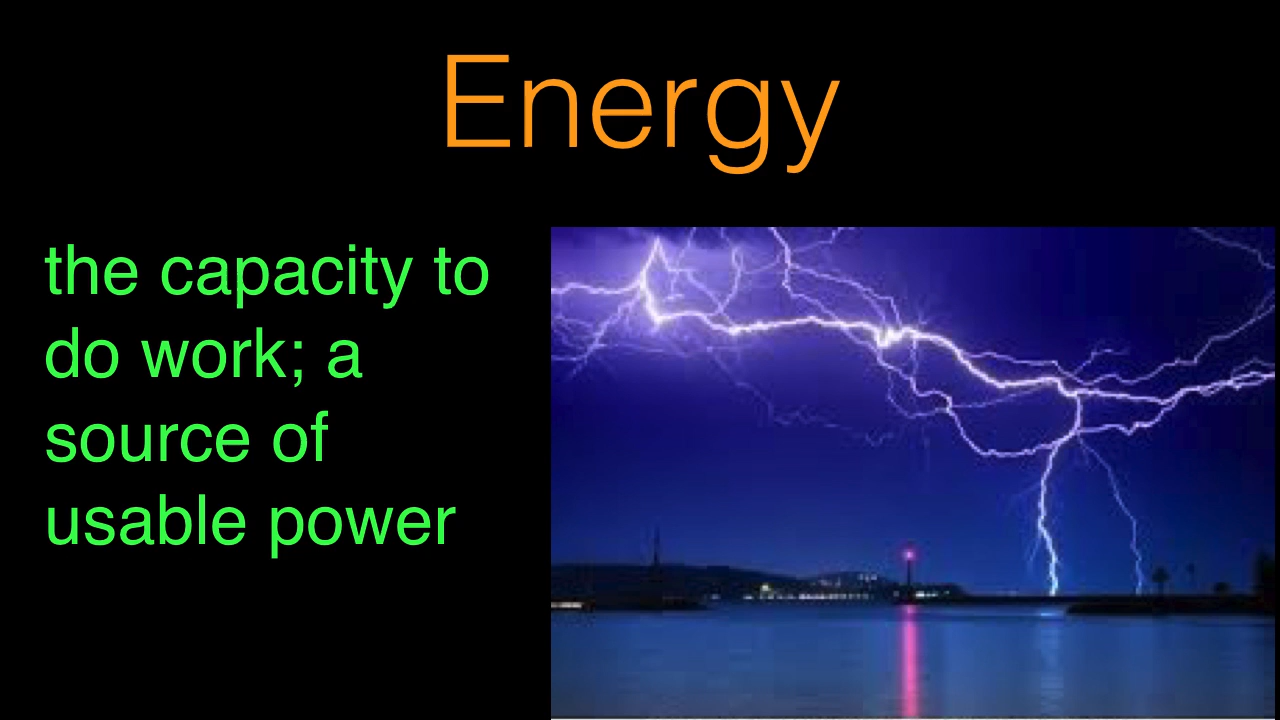 Energy
the capacity to
do work; a
source of
usable power